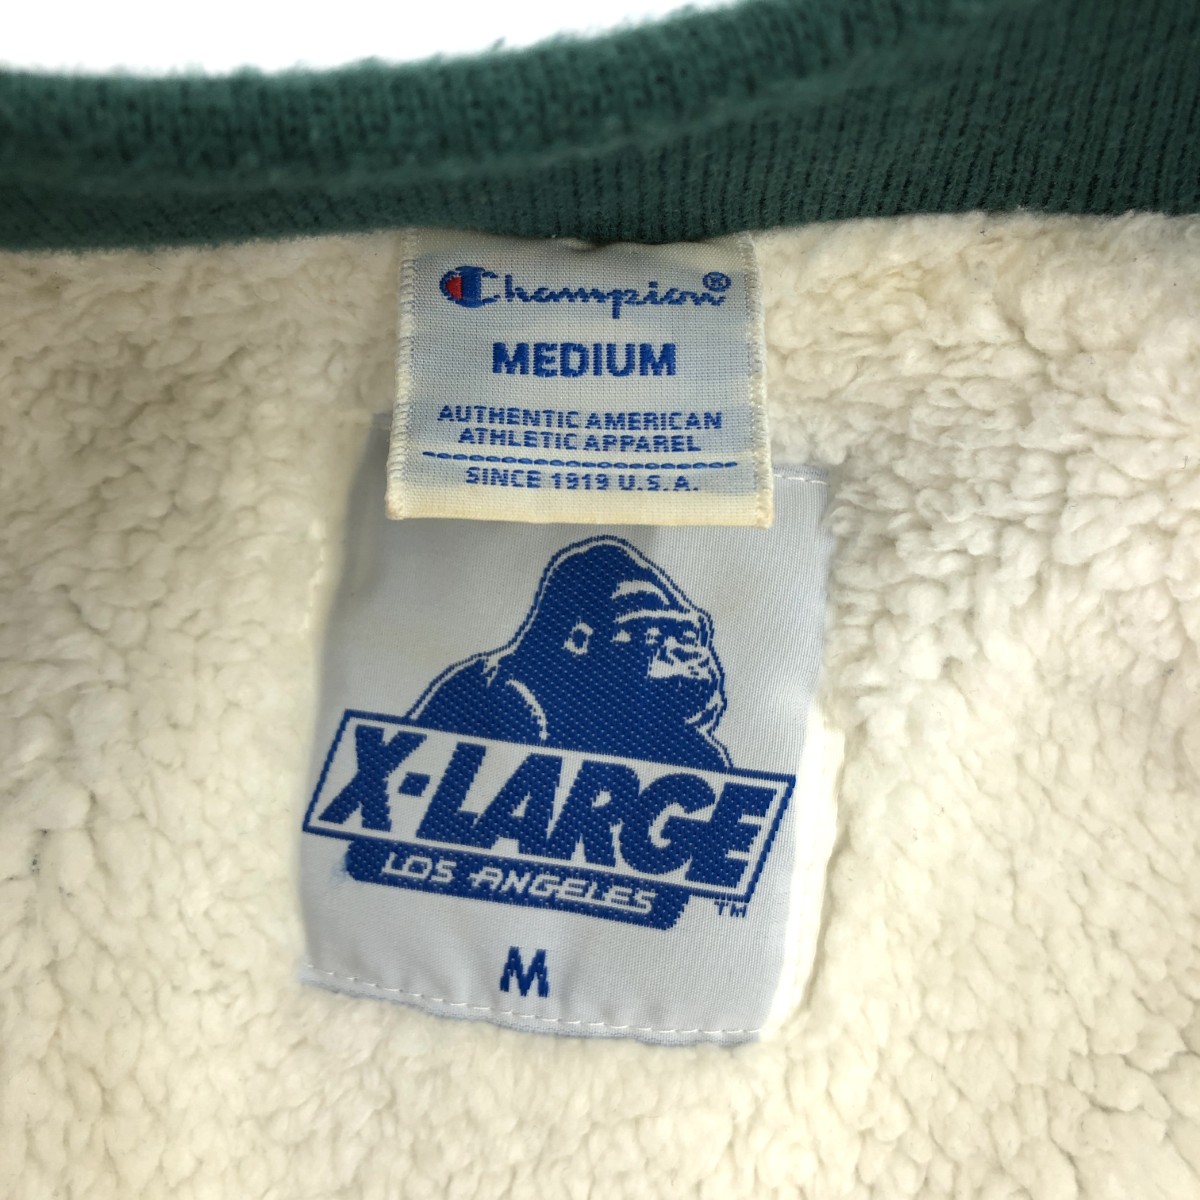 Champion®
MEDIUM
AUTHENTIC AMERICAN
ATHLETIC APPAREL
SINCE 1919 U.S.A.
X-LARGE
LOS ANGELES
TM
M